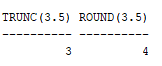 TRUNC(3.5) ROUND(3.5)
---------- ----------
         3          4